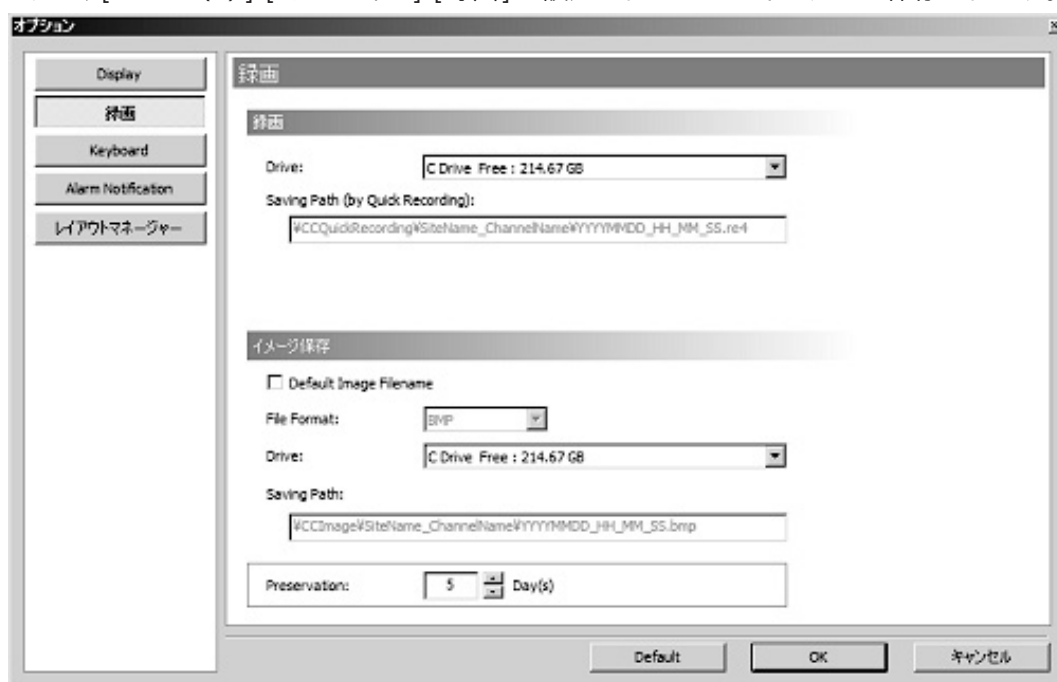 オプション
Display
録画
Keyboard
Alarm Notification
レイアウトマネージャー
録画
録画
Drive: C Drive Free : 214.67 GB
Saving Path (by Quick Recording):
¥CCQuickRecording¥SiteName_ChannelName¥YYYYMMDD_HH_MM_SS.re4
イメージ保存
Default Image Filename
File Format: BMP
Drive: C Drive Free : 214.67 GB
Saving Path:
¥CCImage¥SiteName_ChannelName¥YYYYMMDD_HH_MM_SS.bmp
Preservation: 5 Day(s)
Default OK キャンセル